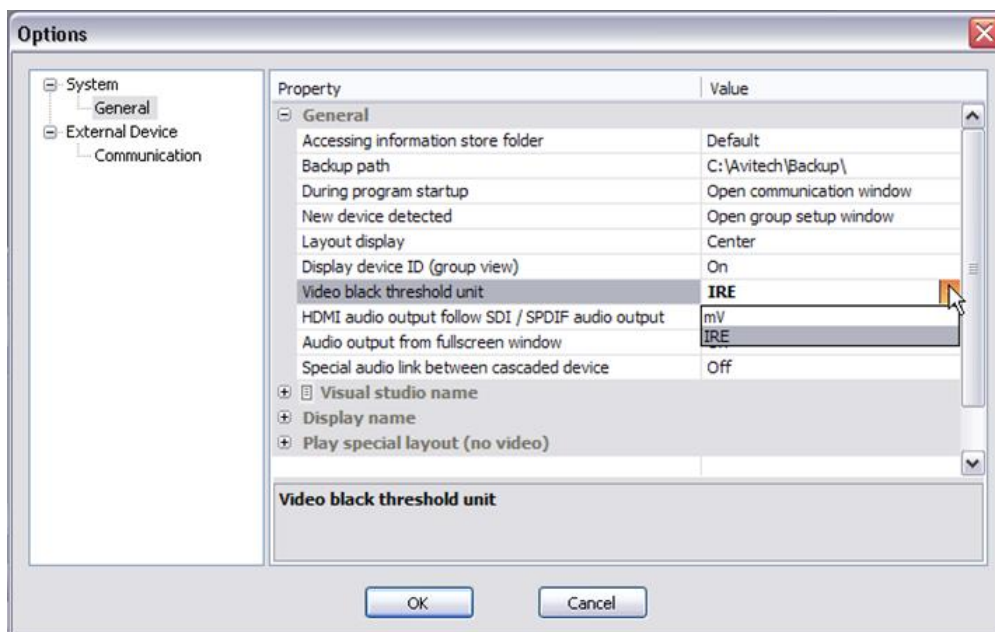 Options
System
General
External Device
Communication
Property Value
General
Accessing information store folder Default
Backup path C:\Avitech\Backup\
During program startup Open communication window
New device detected Open group setup window
Layout display Center
Display device ID (group view) On
Video black threshold unit IRE
HDMI audio output follow SDI / SPDIF audio output mV
IRE
Audio output from fullscreen window
Special audio link between cascaded device Off
Visual studio name
Display name
Play special layout (no video)
Video black threshold unit
OK Cancel